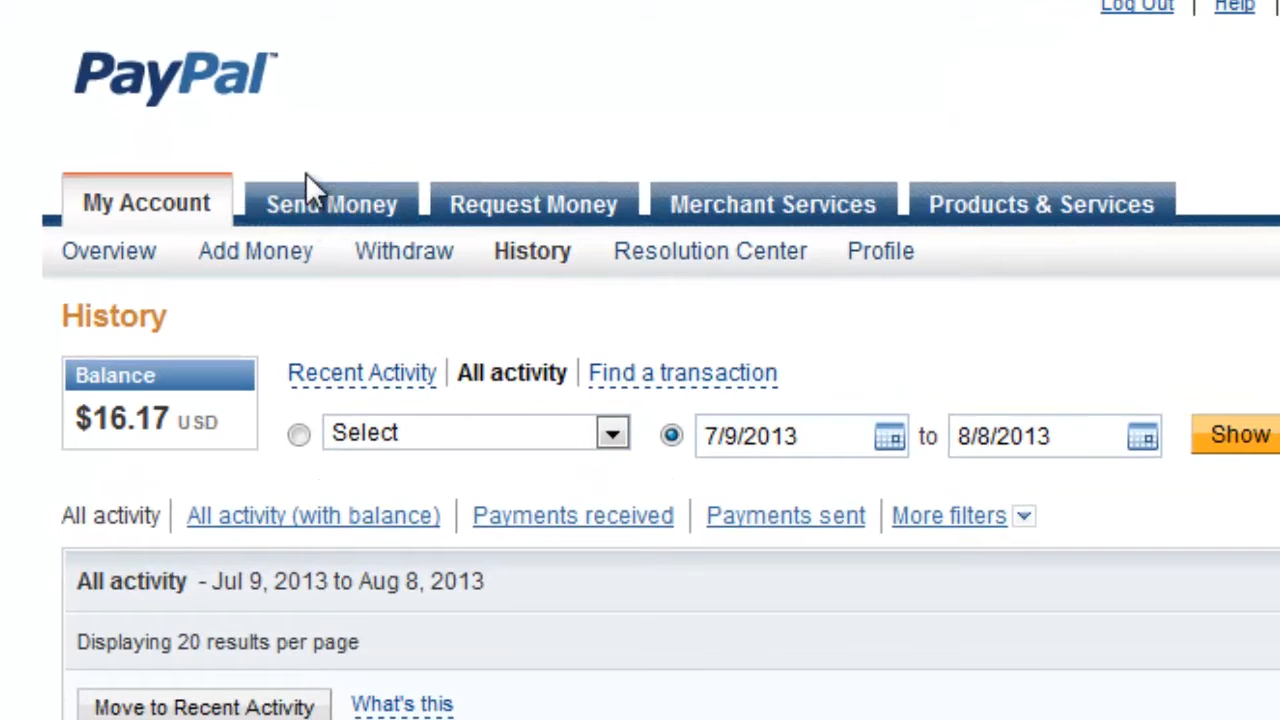 Log Out | Help |
PayPal™
My Account Send Money Request Money Merchant Services Products & Services
Overview Add Money Withdraw History Resolution Center Profile
History
Balance
$16.17 USD
Recent Activity | All activity | Find a transaction
Select 7/9/2013 to 8/8/2013 Show
All activity | All activity (with balance) | Payments received | Payments sent | More filters
All activity - Jul 9, 2013 to Aug 8, 2013
Displaying 20 results per page
Move to Recent Activity What's this